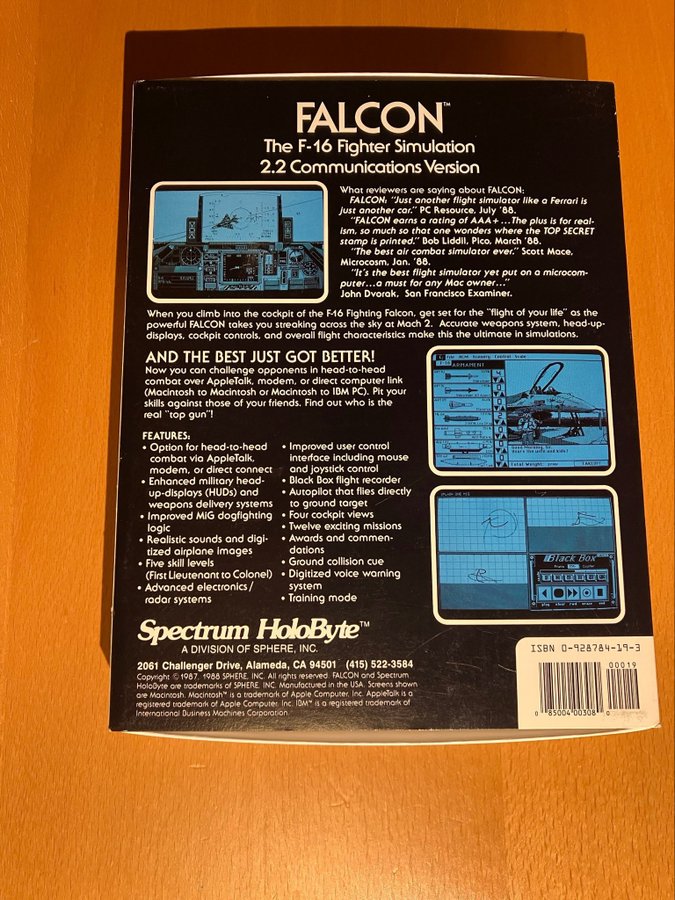 FALCON™
The F-16 Fighter Simulation
2.2 Communications Version
What reviewers are saying about FALCON:
FALCON: "Just another flight simulator like a Ferrari is
just another car." PC Resource, July '88.
"FALCON earns a rating of AAA+...The plus is for real-
ism, so much so that one wonders where the TOP SECRET
stamp is printed." Bob Liddil, Pico, March '88.
"The best air combat simulator ever." Scott Mace,
Microcosm, Jan. '88.
"It's the best flight simulator yet put on a microcom-
puter...a must for any Mac owner..."
John Dvorak, San Francisco Examiner.
When you climb into the cockpit of the F-16 Fighting Falcon, get set for the "flight of your life" as the
powerful FALCON takes you streaking across the sky at Mach 2. Accurate weapons system, head-up-
displays, cockpit controls, and overall flight characteristics make this the ultimate in simulations.
AND THE BEST JUST GOT BETTER!
Now you can challenge opponents in head-to-head
combat over AppleTalk, modem, or direct computer link
(Macintosh to Macintosh or Macintosh to IBM PC). Pit your
skills against those of your friends. Find out who is the
real "top gun"!
ARMAMENT
Total Weight:
TAKEOFF
FEATURES:
• Option for head-to-head
combat via AppleTalk,
modem, or direct connect
• Enhanced military head-
up-displays (HUDs) and
weapons delivery systems
• Improved MiG dogfighting
logic
• Realistic sounds and digi-
tized airplane images
• Five skill levels
(First Lieutenant to Colonel)
• Advanced electronics/
radar systems
• Improved user control
interface including mouse
and joystick control
• Black Box flight recorder
• Autopilot that flies directly
to ground target
• Four cockpit views
• Twelve exciting missions
• Awards and commen-
dations
• Ground collision cue
• Digitized voice warning
system
• Training mode
Black Box
Spectrum HoloByte™
A DIVISION OF SPHERE, INC.
2061 Challenger Drive, Alameda, CA 94501 (415) 522-3584
Copyright © 1987, 1988 SPHERE, INC. All rights reserved. FALCON and Spectrum
HoloByte are trademarks of SPHERE, INC. Manufactured in the USA. Screens shown
are Macintosh. Macintosh™ is a trademark of Apple Computer, Inc. AppleTalk is a
registered trademark of Apple Computer, Inc. IBM™ is a registered trademark of
International Business Machines Corporation.
ISBN 0-928784-19-3
00019
0 85004 00308 0